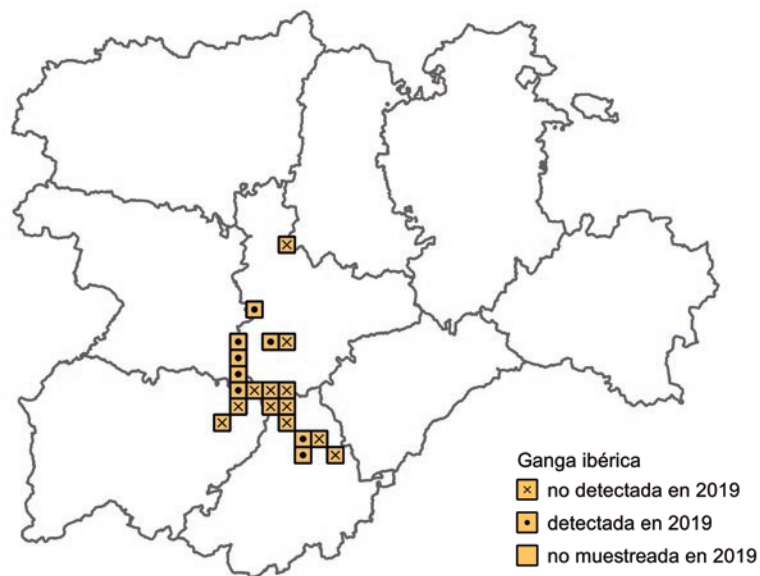 Ganga ibérica
no detectada en 2019
detectada en 2019
no muestreada en 2019